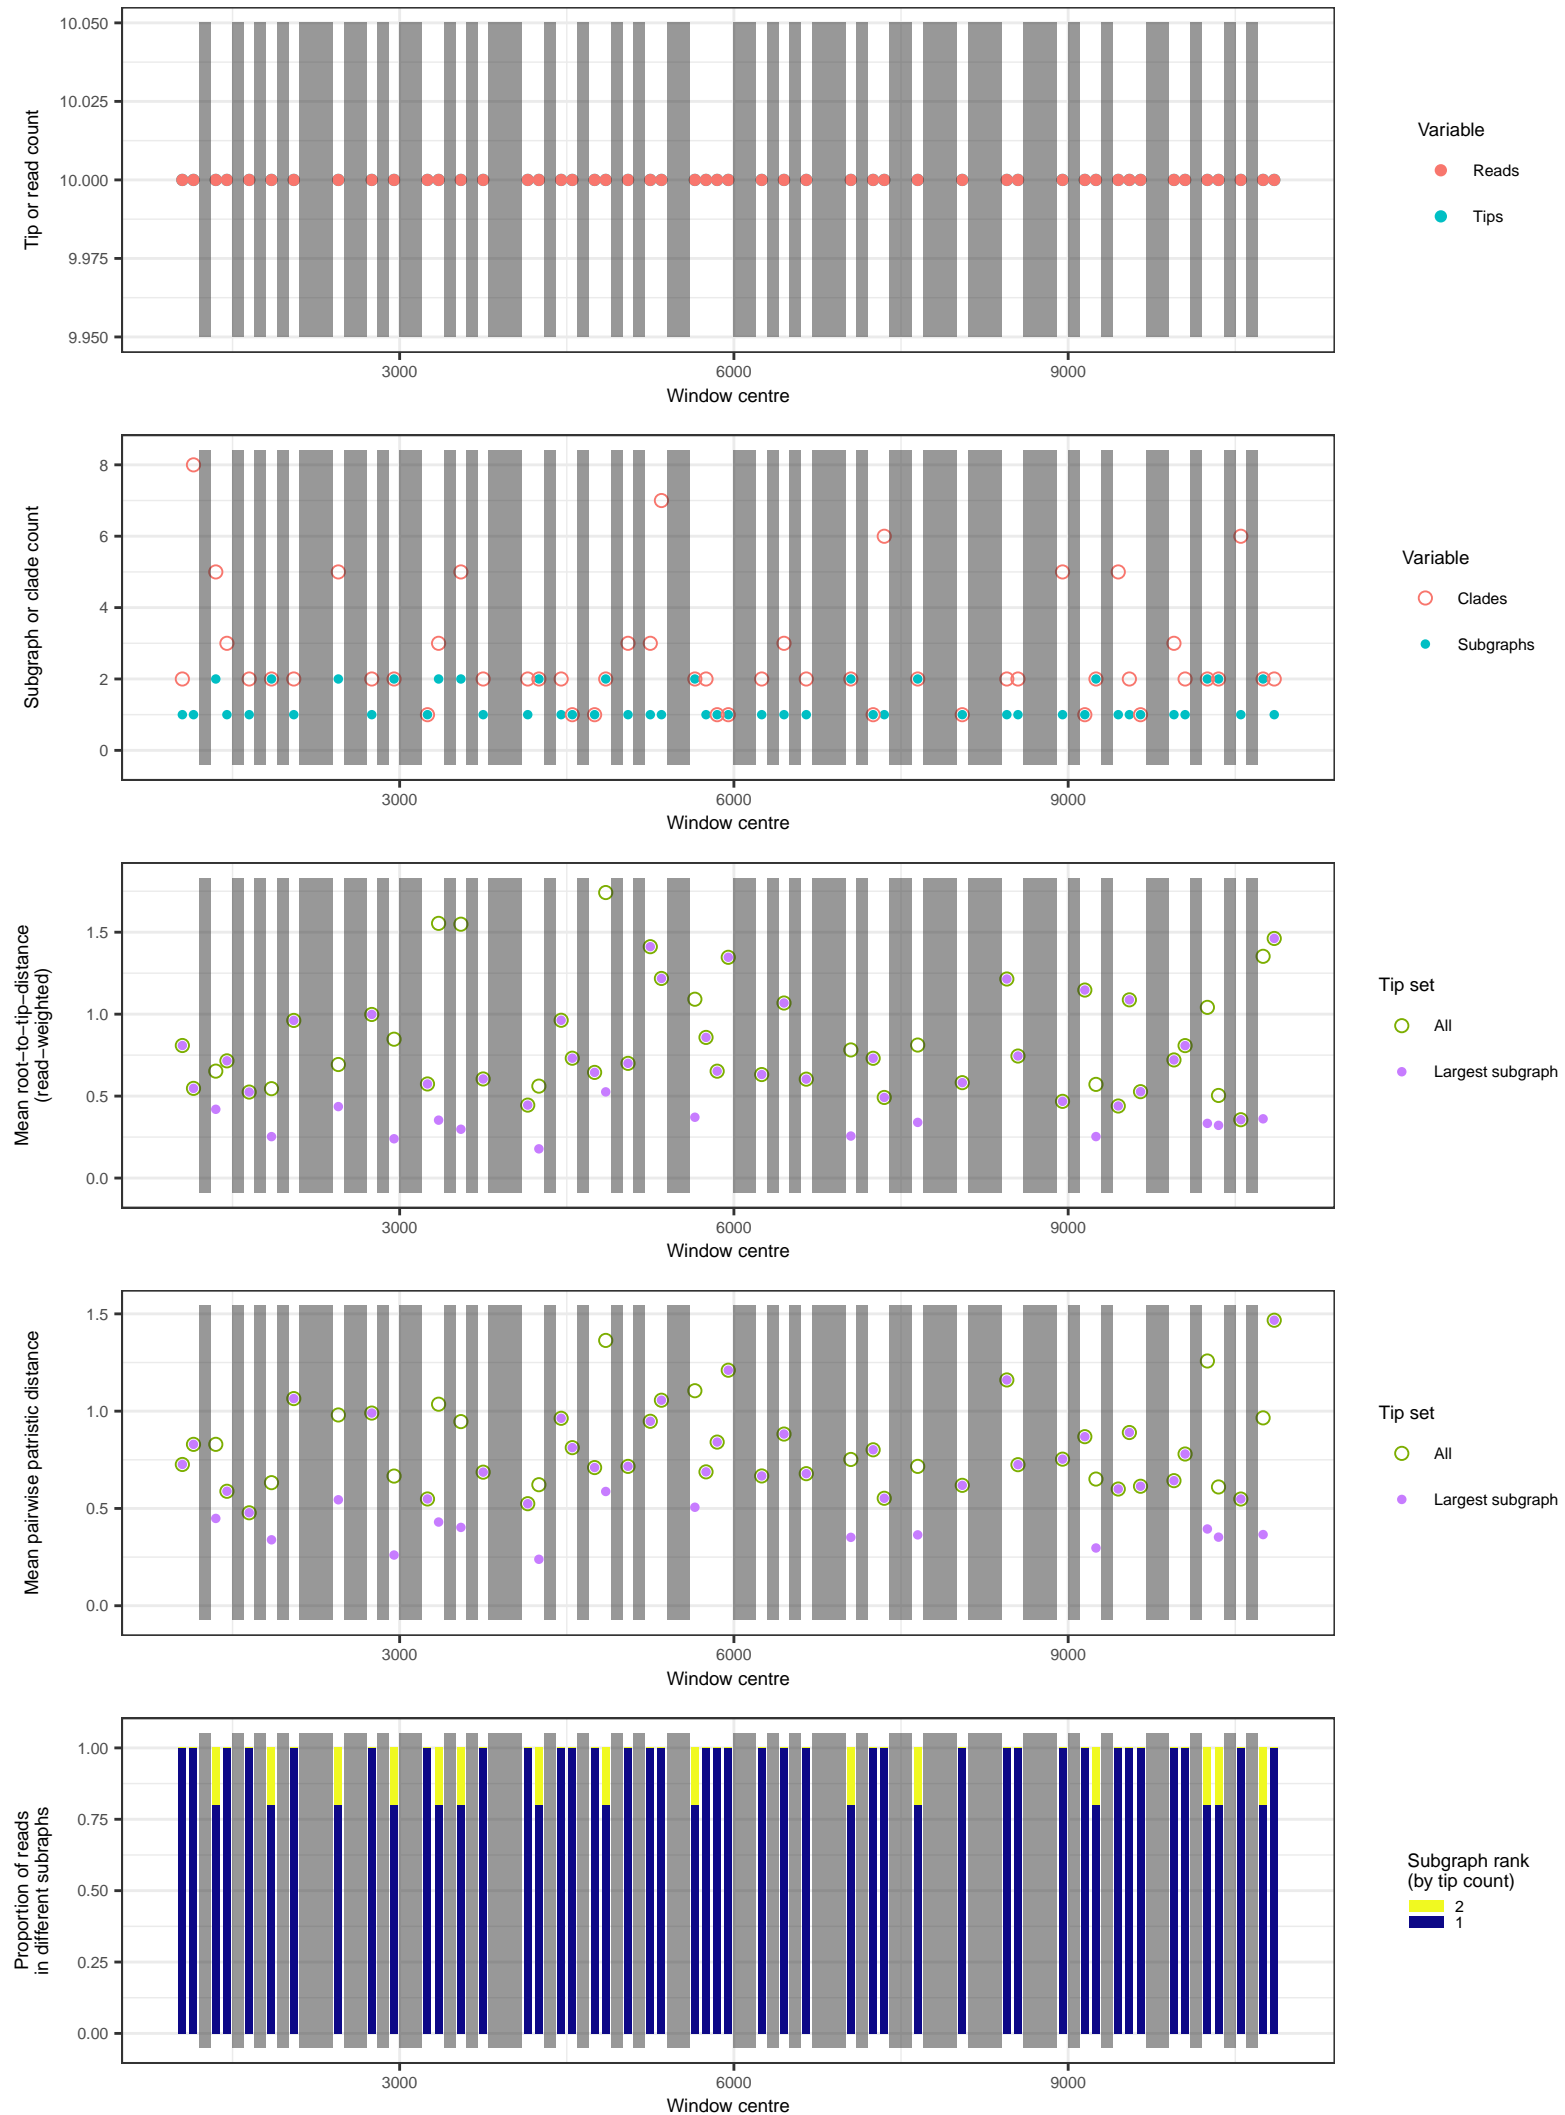 10.050
10.025
10.000
9.975
9.950
Tip or read count
3000
6000
9000
Window centre
Variable
Reads
Tips
8
6
4
2
0
Subgraph or clade count
3000
6000
9000
Window centre
Variable
Clades
Subgraphs
1.5
1.0
0.5
0.0
Mean root−to−tip−distance
(read−weighted)
3000
6000
9000
Window centre
Tip set
All
Largest subgraph
1.5
1.0
0.5
0.0
Mean pairwise patristic distance
3000
6000
9000
Window centre
Tip set
All
Largest subgraph
1.00
0.75
0.50
0.25
0.00
Proportion of reads
in different subraphs
3000
6000
9000
Window centre
Subgraph rank
(by tip count)
2
1